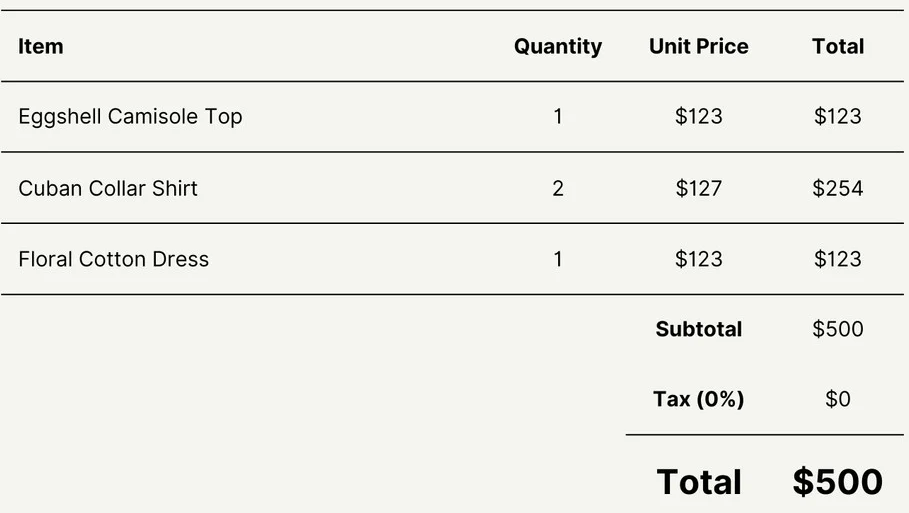 Item Quantity Unit Price Total
Eggshell Camisole Top 1 $123 $123
Cuban Collar Shirt 2 $127 $254
Floral Cotton Dress 1 $123 $123
Subtotal $500
Tax (0%) $0
Total $500